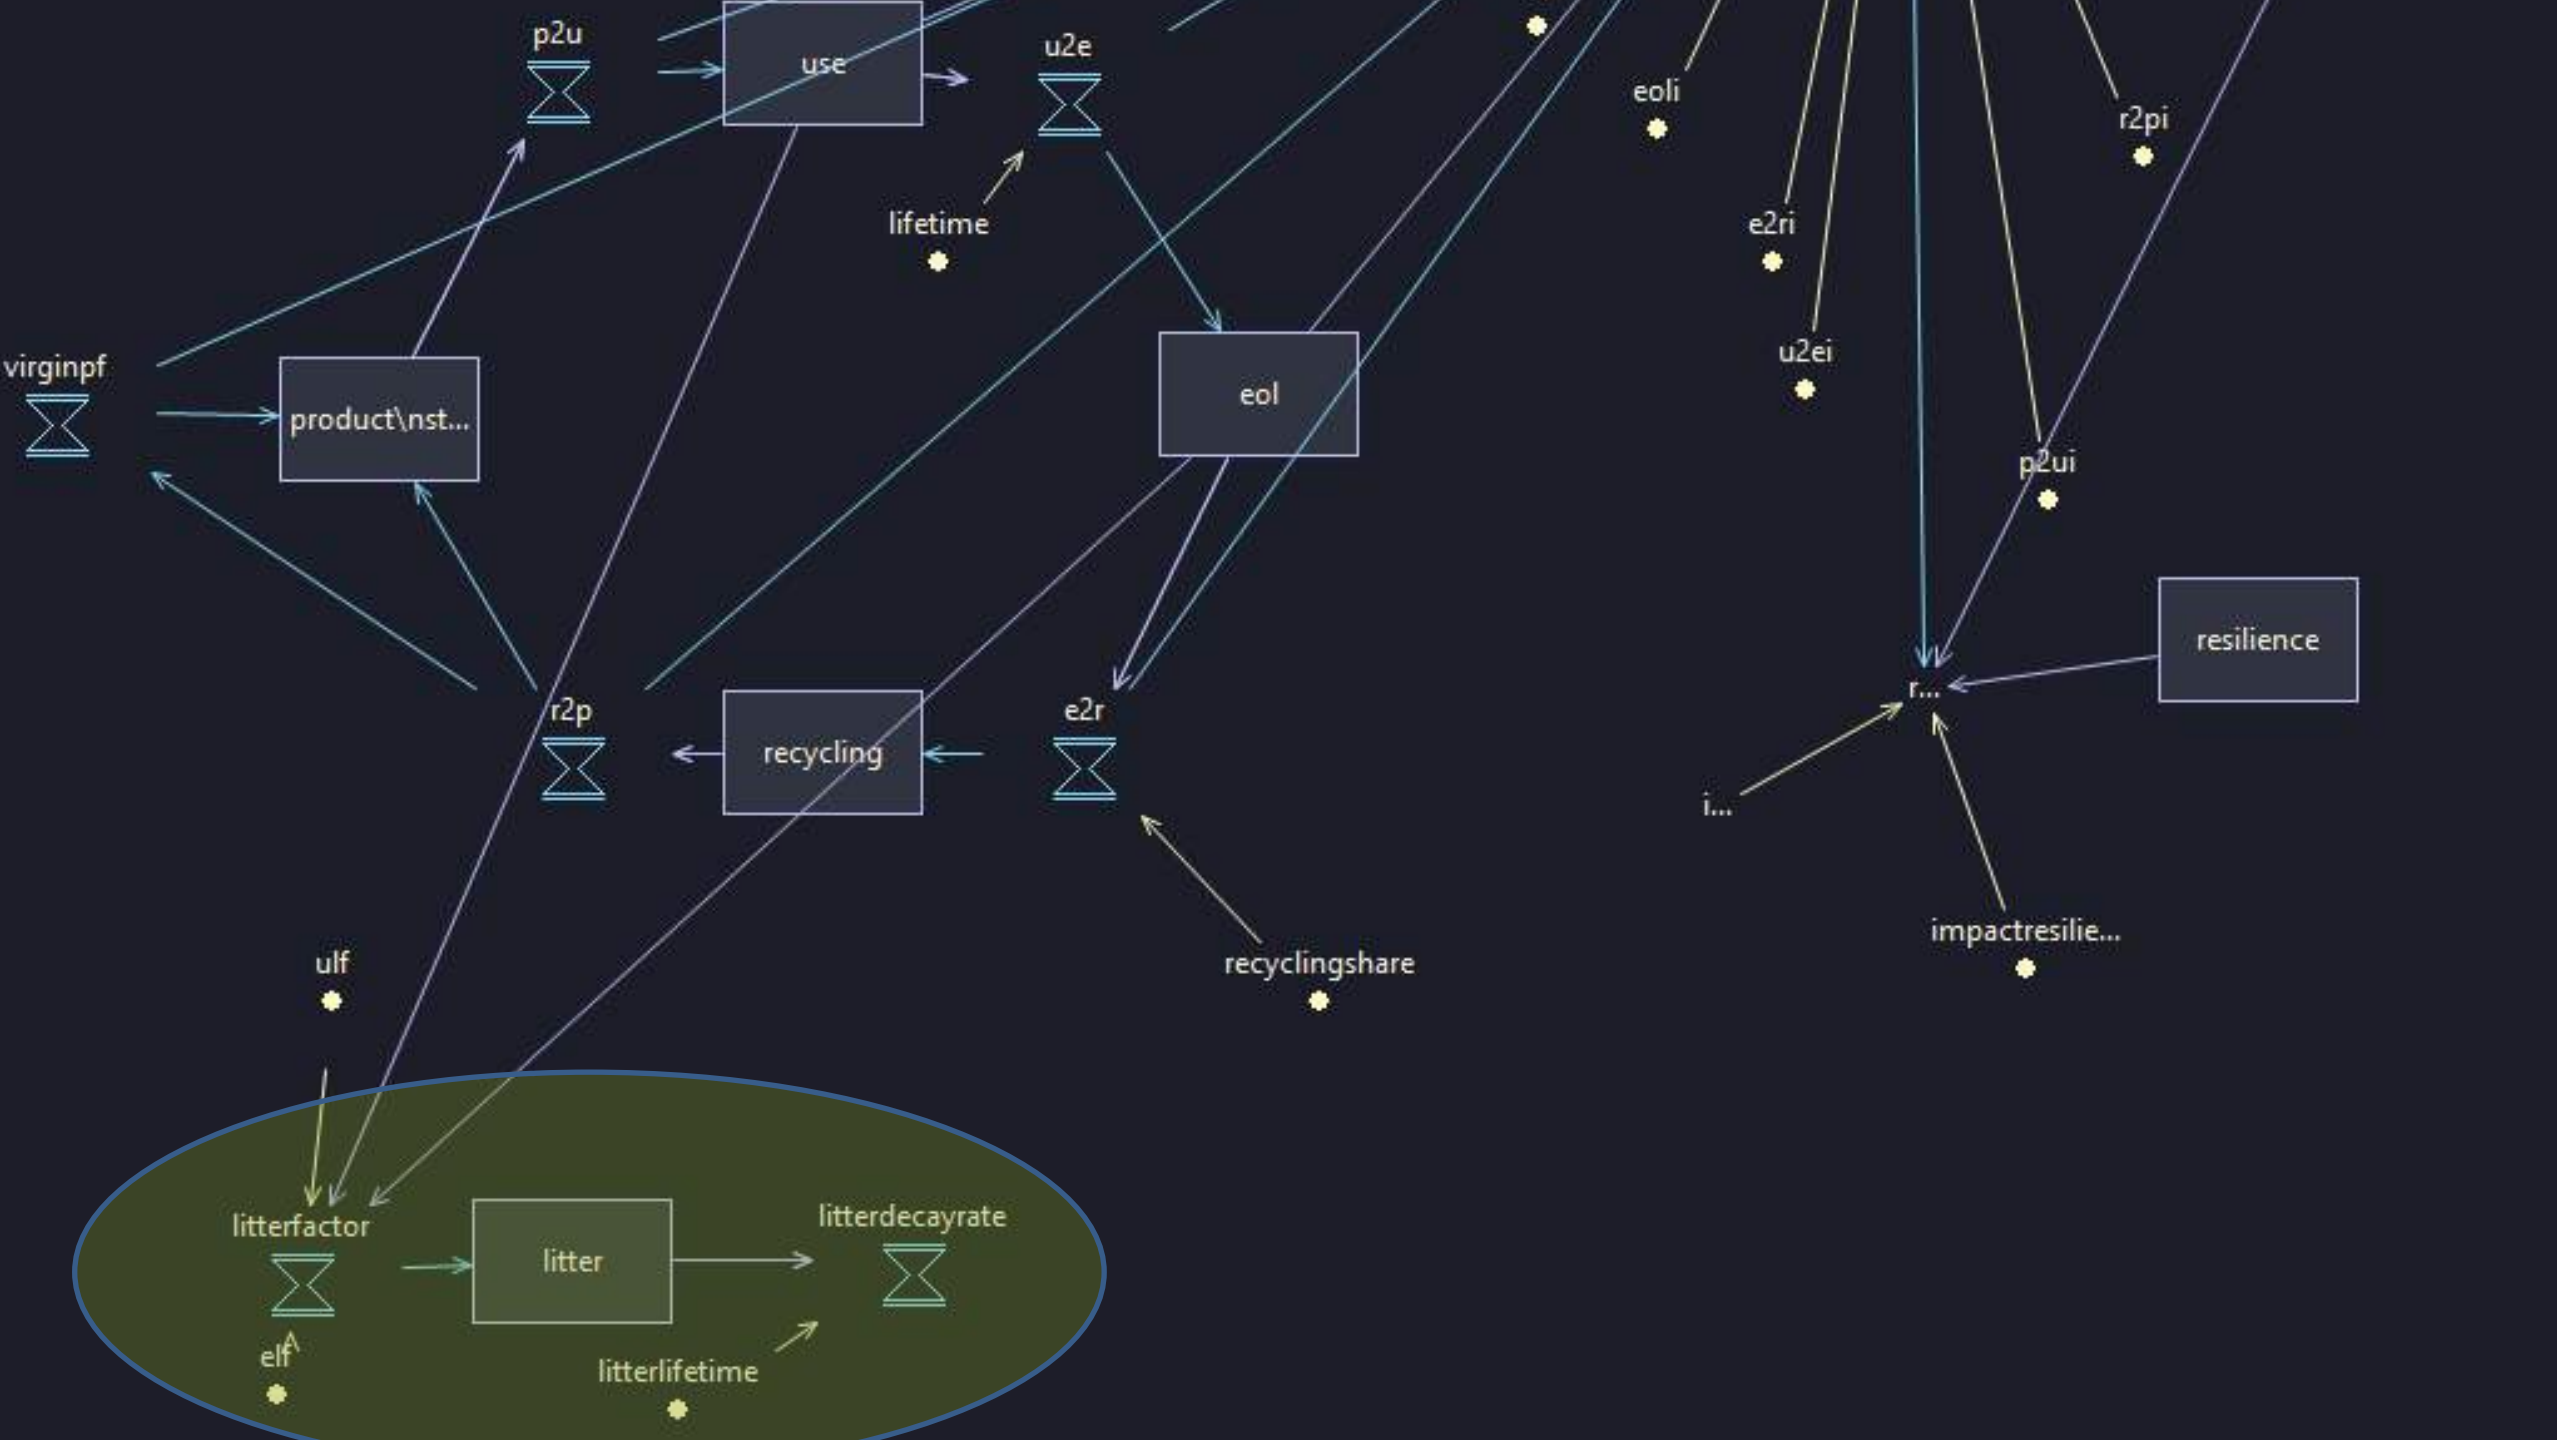 p2u
use
u2e
eoli
r2pi
lifetime
e2ri
virginpf
u2ei
product\nst...
eol
p2ui
resilience
r...
r2p
recycling
e2r
i...
impactresilie...
ulf
recyclingshare
litterfactor
litter
litterdecayrate
elf
litterlifetime